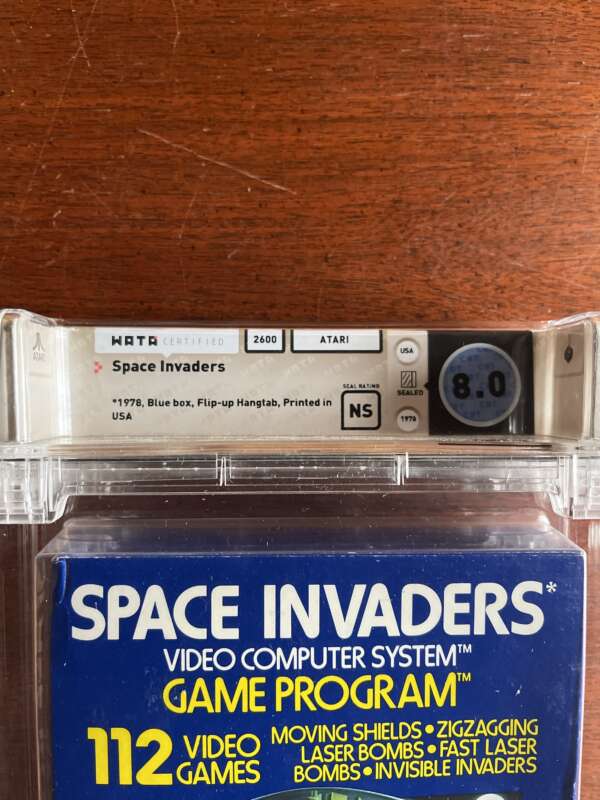 WATA CERTIFIED
2600
ATARI
ATARI
Space Invaders
*1978, Blue box, Flip-up Hangtab, Printed in
USA
SEAL RATING
NS
USA
SEALED
1978
8.0
SPACE INVADERS*
VIDEO COMPUTER SYSTEM™
GAME PROGRAM™
112 VIDEO GAMES
MOVING SHIELDS • ZIGZAGGING
LASER BOMBS • FAST LASER
BOMBS • INVISIBLE INVADERS